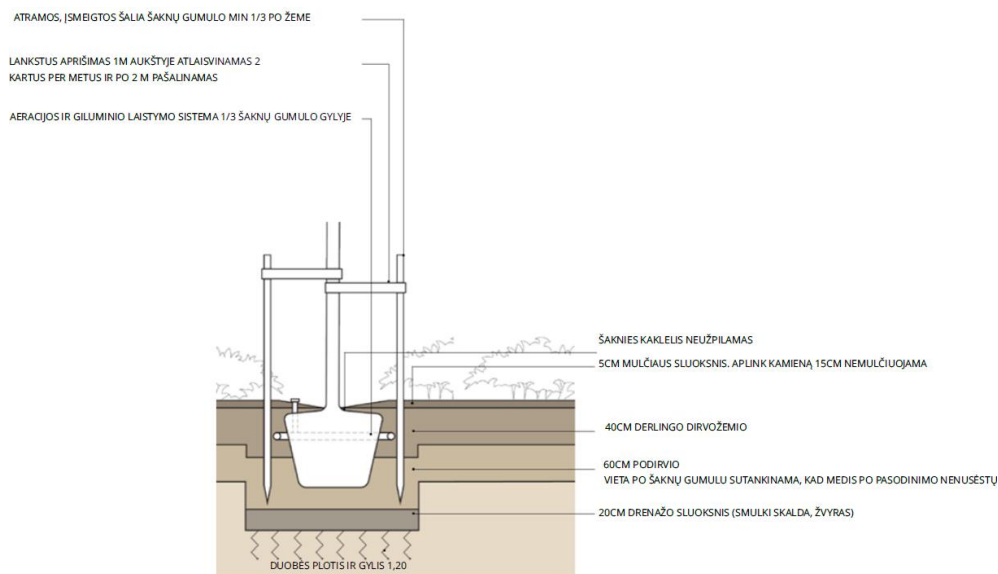 ATRAMOS, ĮSMEIGTOS ŠALIA ŠAKNŲ GUMULO MIN 1/3 PO ŽEME
LANKSTUS APRIŠIMAS 1M AUKŠTYJE ATLAISVINAMAS 2
KARTUS PER METUS IR PO 2 M PAŠALINAMAS
AERACIJOS IR GILUMINIO LAISTYMO SISTEMA 1/3 ŠAKNŲ GUMULO GYLYJE
ŠAKNIES KAKLELIS NEUŽPILAMAS
5CM MULČIAUS SLUOKSNIS. APLINK KAMIENĄ 15CM NEMULČIUOJAMA
40CM DERLINGO DIRVOŽEMIO
60CM PODIRVIO
VIETA PO ŠAKNŲ GUMULU SUTANKINAMA, KAD MEDIS PO PASODINIMO NENUSĖSTŲ
20CM DRENAŽO SLUOKSNIS (SMULKI SKALDA, ŽVYRAS)
DUOBĖS PLOTIS IR GYLIS 1,20